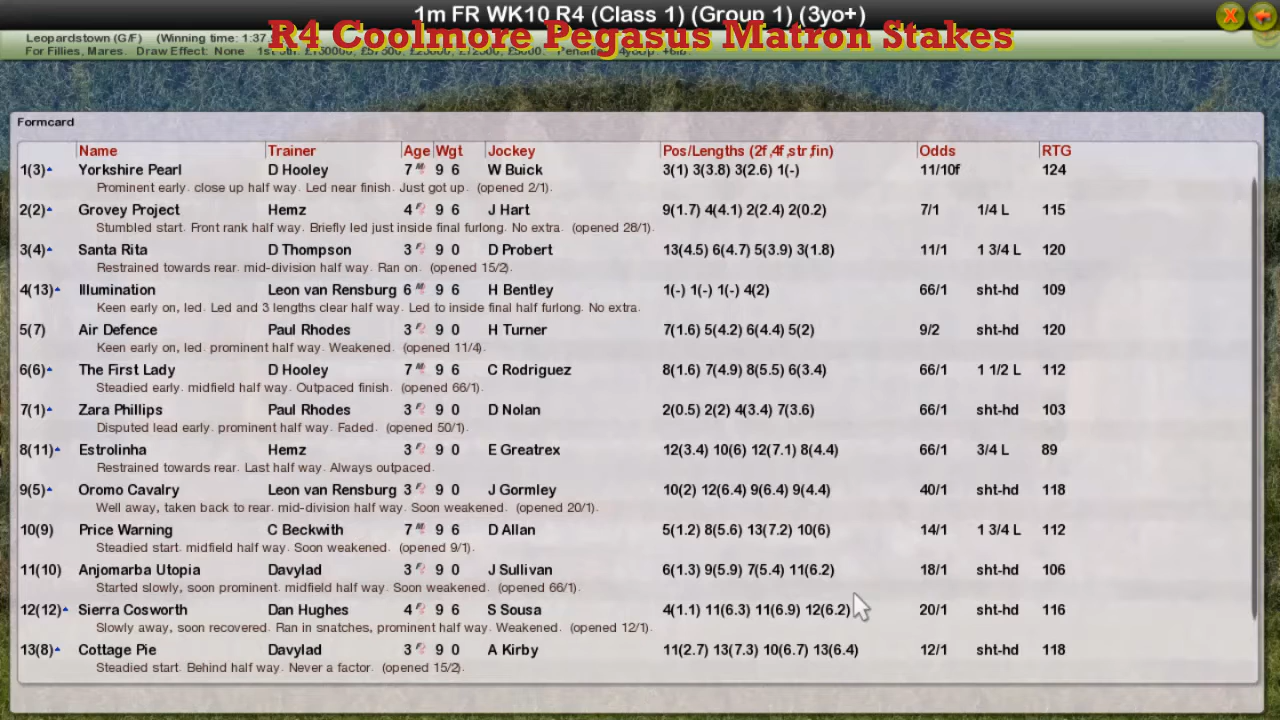 1m FR WK10 R4 (Class 1) (Group 1) (3yo+)
R4 Coolmore Pegasus Matron Stakes
Leopardstown (G/F) (Winning time: 1:37.
For Fillies, Mares. Draw Effect: None
Formcard
Name Trainer Age Wgt Jockey Pos/Lengths (2f,4f,str,fin) Odds RTG
1(3) Yorkshire Pearl D Hooley 7 9 6 W Buick 3(1) 3(3.8) 3(2.6) 1(-) 11/10f 124
Prominent early. close up half way. Led near finish. Just got up. (opened 2/1).
2(2) Grovey Project Hemz 4 9 6 J Hart 9(1.7) 4(4.1) 2(2.4) 2(0.2) 7/1 1/4 L 115
Stumbled start. Front rank half way. Briefly led just inside final furlong. No extra. (opened 28/1).
3(4) Santa Rita D Thompson 3 9 0 D Probert 13(4.5) 6(4.7) 5(3.9) 3(1.8) 11/1 1 3/4 L 120
Restrained towards rear. mid-division half way. Ran on. (opened 15/2).
4(13) Illumination Leon van Rensburg 6 9 6 H Bentley 1(-) 1(-) 1(-) 4(2) 66/1 sht-hd 109
Keen early on, led. Led and 3 lengths clear half way. Led to inside final half furlong. No extra.
5(7) Air Defence Paul Rhodes 3 9 0 H Turner 7(1.6) 5(4.2) 6(4.4) 5(2) 9/2 sht-hd 120
Keen early on, led. prominent half way. Weakened. (opened 11/4).
6(6) The First Lady D Hooley 7 9 6 C Rodriguez 8(1.6) 7(4.9) 8(5.5) 6(3.4) 66/1 1 1/2 L 112
Steadied early. midfield half way. Outpaced finish. (opened 66/1).
7(1) Zara Phillips Paul Rhodes 3 9 0 D Nolan 2(0.5) 2(2) 4(3.4) 7(3.6) 66/1 sht-hd 103
Disputed lead early. prominent half way. Faded. (opened 50/1).
8(11) Estrolinha Hemz 3 9 0 E Greatrex 12(3.4) 10(6) 12(7.1) 8(4.4) 66/1 3/4 L 89
Restrained towards rear. Last half way. Always outpaced.
9(5) Oromo Cavalry Leon van Rensburg 3 9 0 J Gormley 10(2) 12(6.4) 9(6.4) 9(4.4) 40/1 sht-hd 118
Well away, taken back to rear. mid-division half way. Soon weakened. (opened 20/1).
10(9) Price Warning C Beckwith 7 9 6 D Allan 5(1.2) 8(5.6) 13(7.2) 10(6) 14/1 1 3/4 L 112
Steadied start. midfield half way. Soon weakened. (opened 9/1).
11(10) Anjomarba Utopia Davylad 3 9 0 J Sullivan 6(1.3) 9(5.9) 7(5.4) 11(6.2) 18/1 sht-hd 106
Started slowly, soon prominent. midfield half way. Soon weakened. (opened 66/1).
12(12) Sierra Cosworth Dan Hughes 4 9 6 S Sousa 4(1.1) 11(6.3) 11(6.9) 12(6.2) 20/1 sht-hd 116
Slowly away, soon recovered. Ran in snatches, prominent half way. Weakened. (opened 12/1).
13(8) Cottage Pie Davylad 3 9 0 A Kirby 11(2.7) 13(7.3) 10(6.7) 13(6.4) 12/1 sht-hd 118
Steadied start. Behind half way. Never a factor. (opened 15/2).